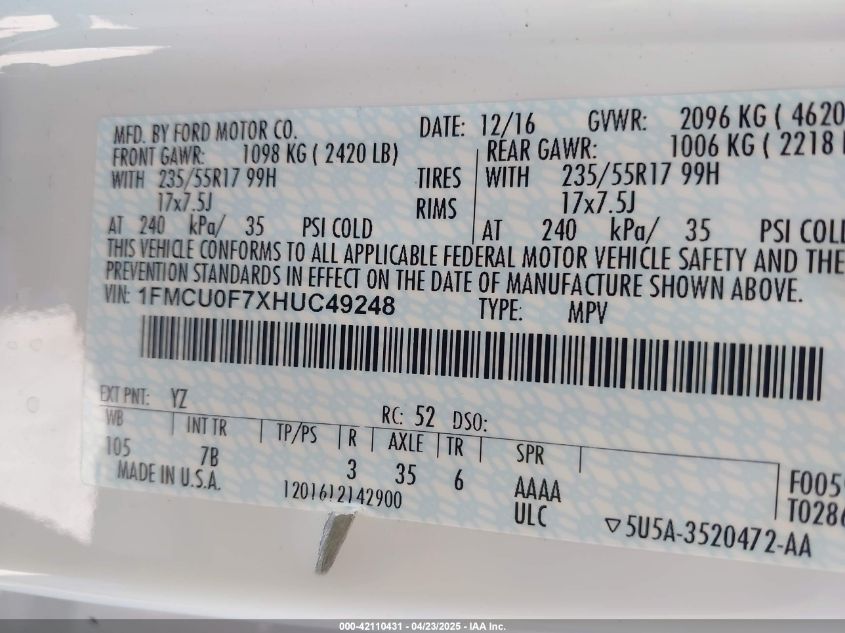 MFD. BY FORD MOTOR CO. DATE: 12/16 GVWR: 2096 KG ( 4620
FRONT GAWR: 1098 KG ( 2420 LB) REAR GAWR: 1006 KG ( 2218
WITH 235/55R17 99H TIRES WITH 235/55R17 99H
17x7.5J RIMS 17x7.5J
AT 240 kPa/ 35 PSI COLD AT 240 kPa/ 35 PSI COL
THIS VEHICLE CONFORMS TO ALL APPLICABLE FEDERAL MOTOR VEHICLE SAFETY AND THE
PREVENTION STANDARDS IN EFFECT ON THE DATE OF MANUFACTURE SHOWN ABOVE.
VIN: 1FMCU0F7XHUC49248 TYPE: MPV
EXT PNT: YZ RC: 52 DSO:
WB INT TR TP/PS R AXLE TR SPR
105 7B 3 35 6 AAAA F005
MADE IN U.S.A. 1201612142900 ULC T028
▽5U5A-3520472-AA
000-42110431 - 04/23/2025 - IAA Inc.